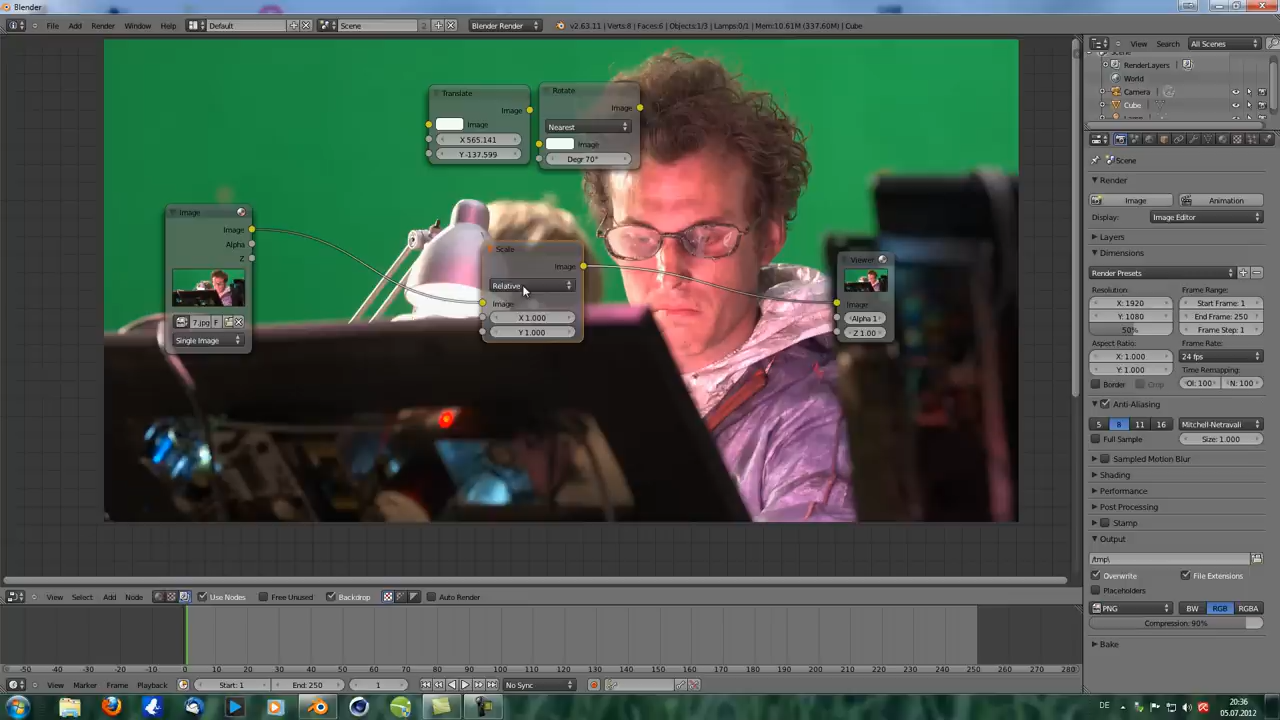 Blender
File Add Render Window Help Default Scene 2 Blender Render v2.63.11 | Verts:8 | Faces:6 | Objects:1/3 | Lamps:0/1 | Mem:10.61M (337.60M) | Cube
View Search All Scenes
RenderLayers
World
Camera
Cube
Scene
Render
Image Animation
Display: Image Editor
Layers
Dimensions
Render Presets
Resolution: Frame Range:
X: 1920 Start Frame: 1
Y: 1080 End Frame: 250
50% Frame Step: 1
Aspect Ratio: Frame Rate:
X: 1.000 24 fps
Y: 1.000 Time Remapping:
Border Crop OI: 100 N: 100
Anti-Aliasing
5 8 11 16 Mitchell-Netravali
Full Sample Size: 1.000
Sampled Motion Blur
Shading
Performance
Post Processing
Stamp
Output
/tmp\
Overwrite File Extensions
Placeholders
PNG BW RGB RGBA
Compression: 90%
Bake
Translate
Image
Image
X 565.141
Y -137.599
Rotate
Image
Nearest
Image
Degr 70°
Image
Image
Alpha
Z
7.jpg F
Single Image
Scale
Image
Relative
Image
X 1.000
Y 1.000
Viewer
Image
Alpha 1
Z 1.00
View Select Add Node Use Nodes Free Unused Backdrop Auto Render
-50 -40 -30 -20 -10 0 10 20 30 40 50 60 70 80 90 100 110 120 130 140 150 160 170 180 190 200 210 220 230 240 250 260 270 280
View Marker Frame Playback Start: 1 End: 250 1 No Sync
DE 20:36
05.07.2012